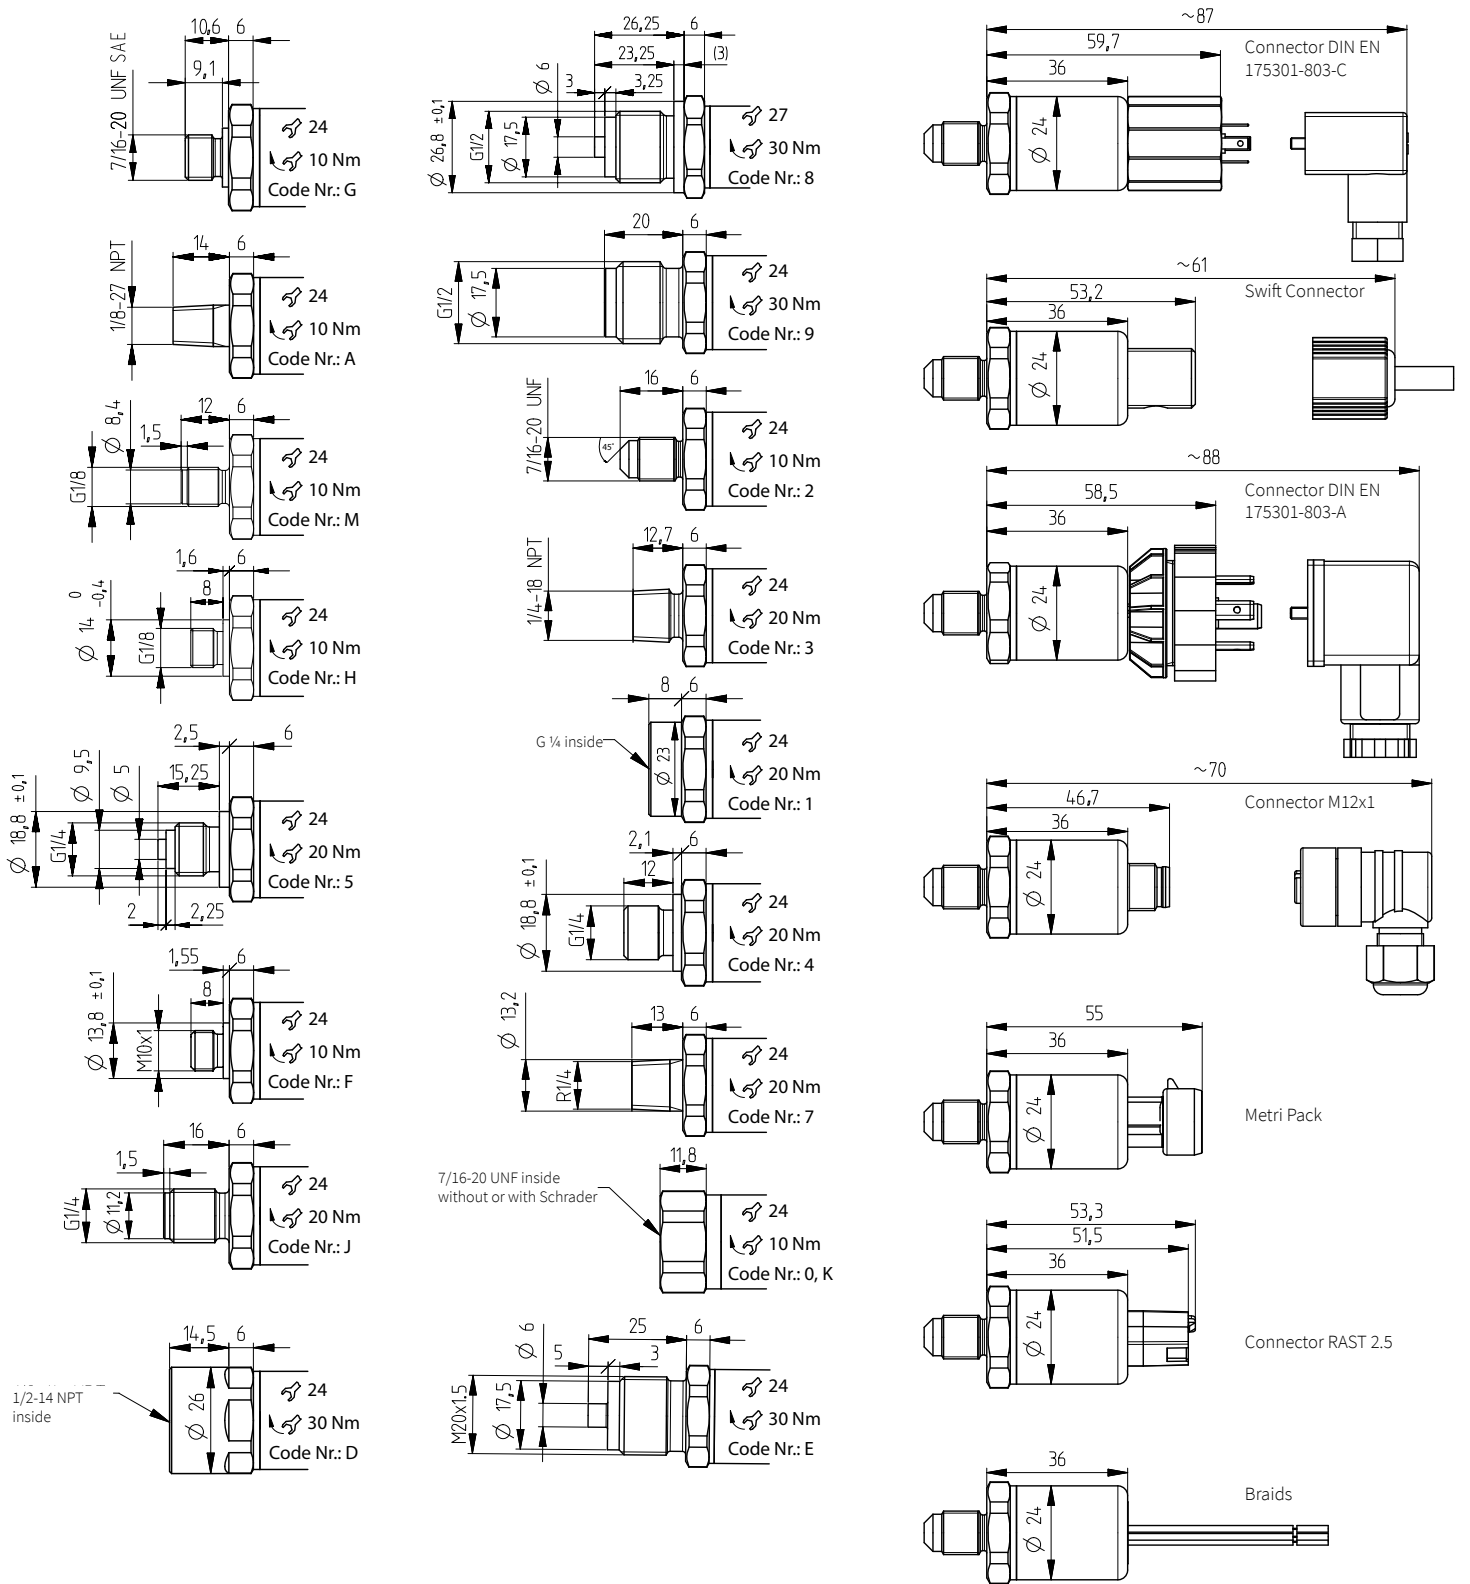 10,6
6
9,1
7/16-20 UNF SAE
24
10 Nm
Code Nr.: G
14
6
1/8-27 NPT
24
10 Nm
Code Nr.: A
12
6
Ø 8,4
1,5
G1/8
24
10 Nm
Code Nr.: M
1,6
6
8
Ø 14 0 -0,4
G1/8
24
10 Nm
Code Nr.: H
2,5
6
15,25
Ø 18,8 ±0,1
G1/4
Ø 9,5
Ø 5
2
2,25
24
20 Nm
Code Nr.: 5
1,55
6
8
Ø 13,8 ±0,1
M10x1
24
10 Nm
Code Nr.: F
16
6
1,5
G1/4
Ø 11,2
24
20 Nm
Code Nr.: J
14,5
6
1/2-14 NPT
inside
Ø 26
24
30 Nm
Code Nr.: D
26,25
6
23,25
(3)
Ø 6
3
3,25
Ø 26,8 ±0,1
G1/2
Ø 17,5
27
30 Nm
Code Nr.: 8
20
6
G1/2
Ø 17,5
24
30 Nm
Code Nr.: 9
16
6
7/16-20 UNF
45°
24
10 Nm
Code Nr.: 2
12,7
6
1/4-18 NPT
24
20 Nm
Code Nr.: 3
8
6
G ¼ inside
Ø 23
24
20 Nm
Code Nr.: 1
2,1
6
12
Ø 18,8 ±0,1
G1/4
24
20 Nm
Code Nr.: 4
13
6
Ø 13,2
R1/4
24
20 Nm
Code Nr.: 7
11,8
7/16-20 UNF inside
without or with Schrader
24
10 Nm
Code Nr.: 0, K
25
6
Ø 6
5
3
M20x1.5
Ø 17,5
24
30 Nm
Code Nr.: E
~87
59,7
36
Ø 24
Connector DIN EN
175301-803-C
~61
53,2
36
Ø 24
Swift Connector
~88
58,5
36
Ø 24
Connector DIN EN
175301-803-A
~70
46,7
36
Ø 24
Connector M12x1
55
36
Ø 24
Metri Pack
53,3
51,5
36
Ø 24
Connector RAST 2.5
36
Ø 24
Braids